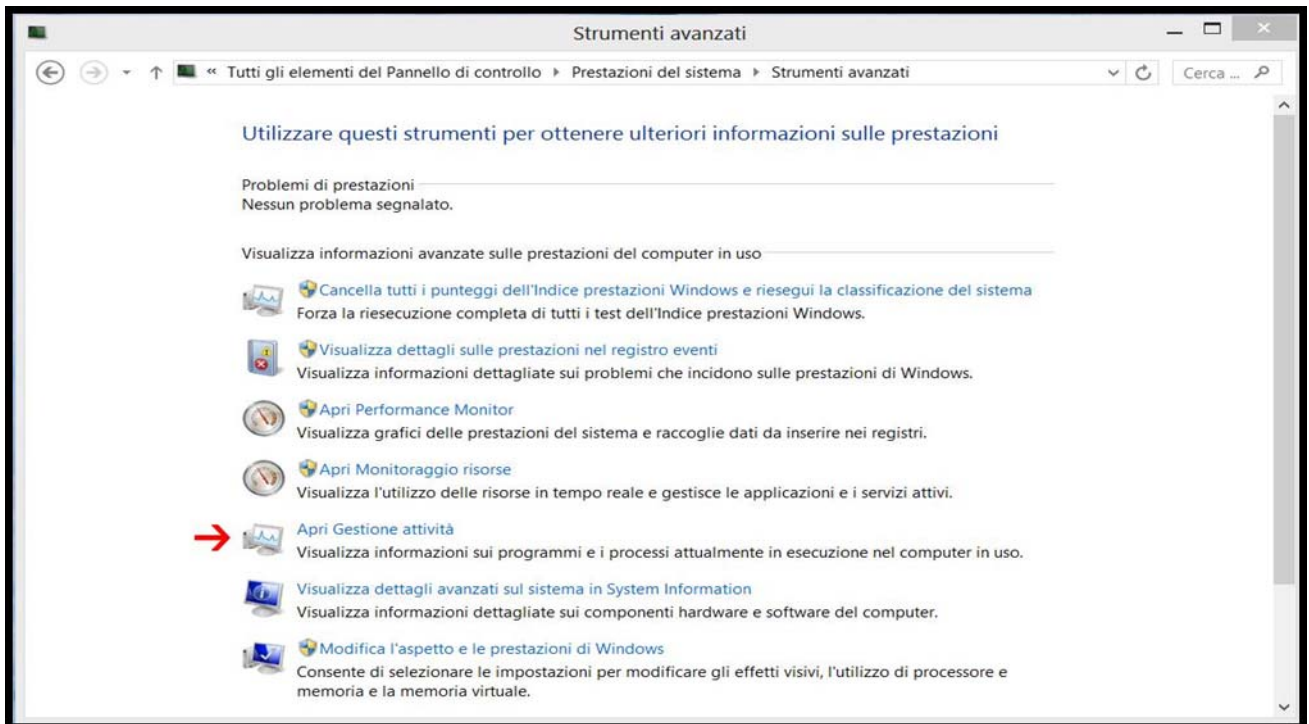 Strumenti avanzati
« Tutti gli elementi del Pannello di controllo ▸ Prestazioni del sistema ▸ Strumenti avanzati
Cerca ...
Utilizzare questi strumenti per ottenere ulteriori informazioni sulle prestazioni
Problemi di prestazioni
Nessun problema segnalato.
Visualizza informazioni avanzate sulle prestazioni del computer in uso
Cancella tutti i punteggi dell'Indice prestazioni Windows e riesegui la classificazione del sistema
Forza la riesecuzione completa di tutti i test dell'Indice prestazioni Windows.
Visualizza dettagli sulle prestazioni nel registro eventi
Visualizza informazioni dettagliate sui problemi che incidono sulle prestazioni di Windows.
Apri Performance Monitor
Visualizza grafici delle prestazioni del sistema e raccoglie dati da inserire nei registri.
Apri Monitoraggio risorse
Visualizza l'utilizzo delle risorse in tempo reale e gestisce le applicazioni e i servizi attivi.
Apri Gestione attività
Visualizza informazioni sui programmi e i processi attualmente in esecuzione nel computer in uso.
Visualizza dettagli avanzati sul sistema in System Information
Visualizza informazioni dettagliate sui componenti hardware e software del computer.
Modifica l'aspetto e le prestazioni di Windows
Consente di selezionare le impostazioni per modificare gli effetti visivi, l'utilizzo di processore e
memoria e la memoria virtuale.